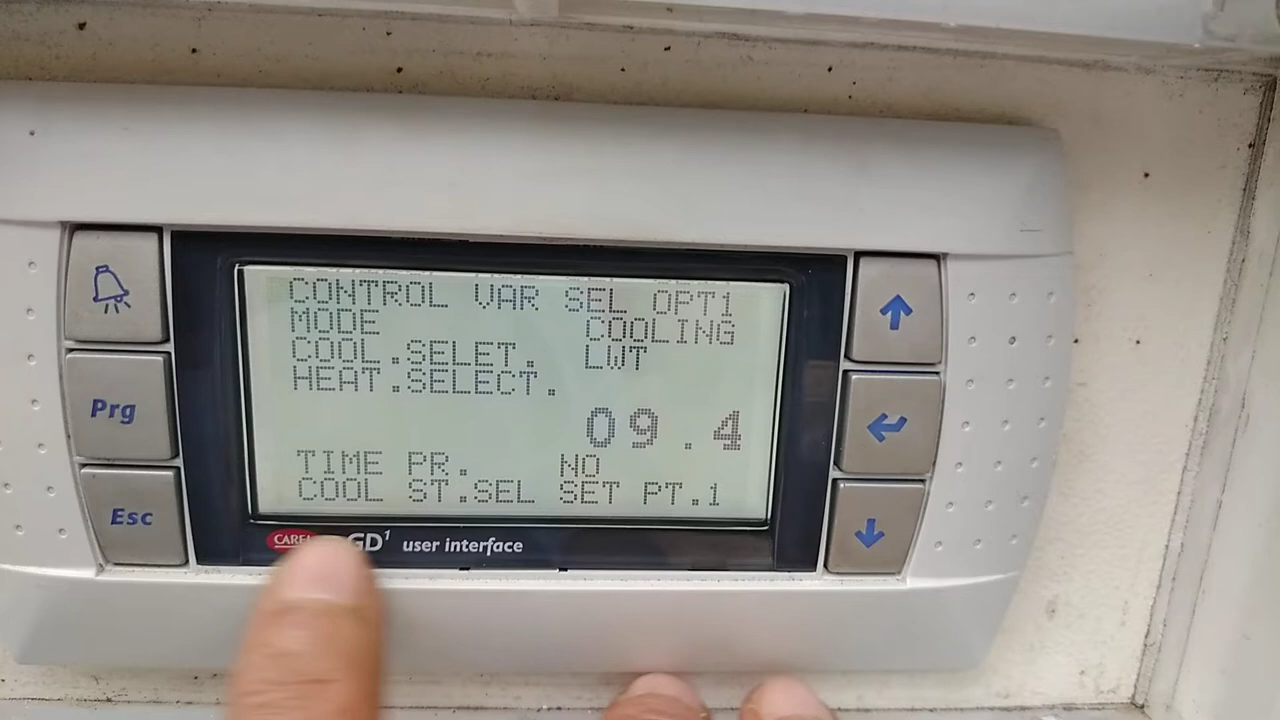 CONTROL VAR SEL OPT1
MODE COOLING
COOL.SELET. LWT
HEAT.SELECT.
09.4
TIME PR. NO
COOL ST.SEL SET PT.1
Prg
Esc
user interface